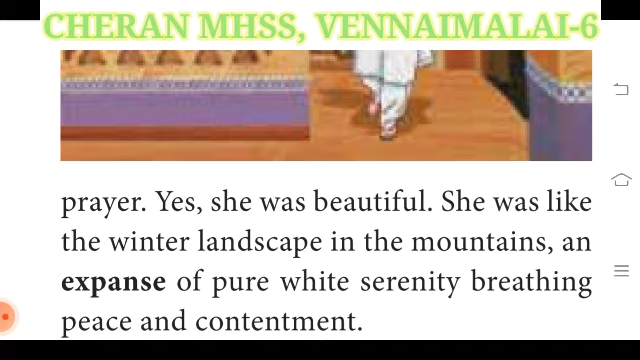 CHERAN MHSS, VENNAIMALAI-6
prayer. Yes, she was beautiful. She was like
the winter landscape in the mountains, an
expanse of pure white serenity breathing
peace and contentment.